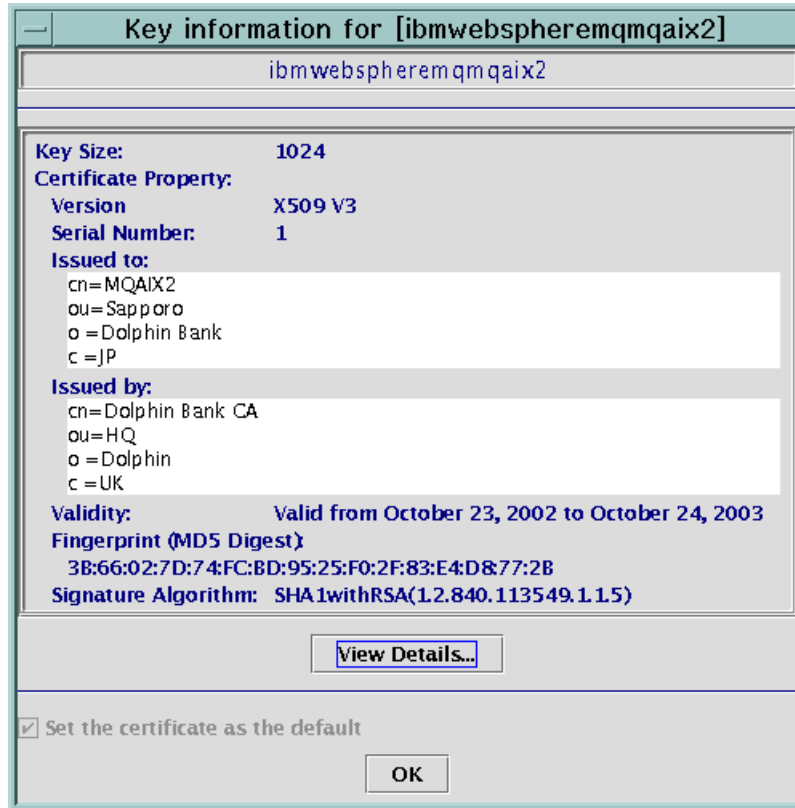 Key information for [ibmwebspheremqmqaix2]
ibmwebspheremqmqaix2
Key Size: 1024
Certificate Property:
Version X509 V3
Serial Number: 1
Issued to:
cn=MQAIX2
ou=Sapporo
o =Dolphin Bank
c =JP
Issued by:
cn=Dolphin Bank CA
ou=HQ
o =Dolphin
c =UK
Validity: Valid from October 23, 2002 to October 24, 2003
Fingerprint (MD5 Digest):
3B:66:02:7D:74:FC:BD:95:25:F0:2F:83:E4:D8:77:2B
Signature Algorithm: SHA1withRSA(1.2.840.113549.1.1.5)
View Details...
Set the certificate as the default
OK